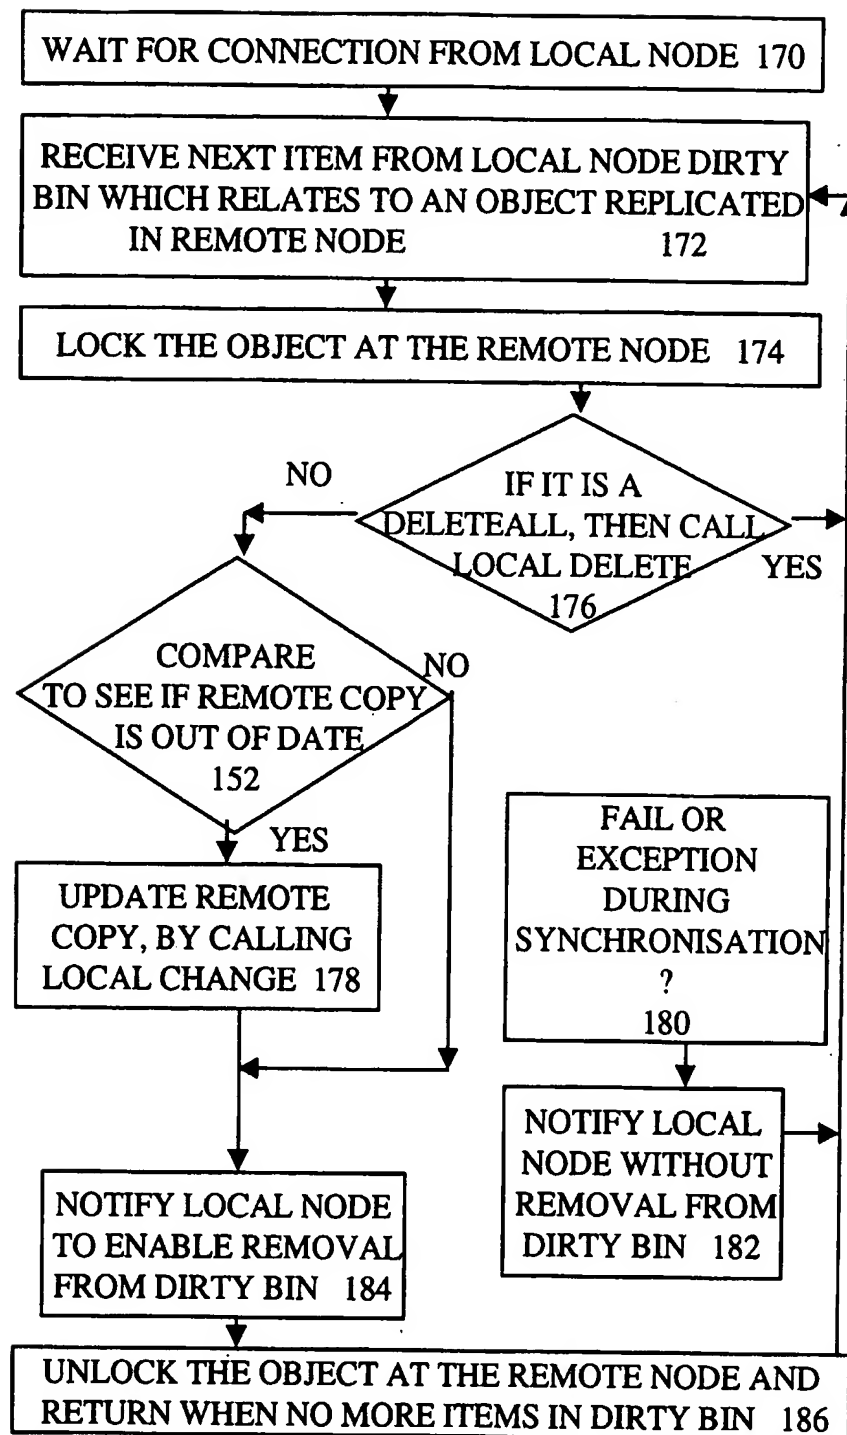 WAIT FOR CONNECTION FROM LOCAL NODE 170
RECEIVE NEXT ITEM FROM LOCAL NODE DIRTY
BIN WHICH RELATES TO AN OBJECT REPLICATED
IN REMOTE NODE 172
LOCK THE OBJECT AT THE REMOTE NODE 174
NO
IF IT IS A
DELETEALL, THEN CALL
LOCAL DELETE
176
YES
COMPARE
TO SEE IF REMOTE COPY
IS OUT OF DATE
152
NO
YES
UPDATE REMOTE
COPY, BY CALLING
LOCAL CHANGE 178
FAIL OR
EXCEPTION
DURING
SYNCHRONISATION
?
180
NOTIFY LOCAL
NODE WITHOUT
REMOVAL FROM
DIRTY BIN 182
NOTIFY LOCAL NODE
TO ENABLE REMOVAL
FROM DIRTY BIN 184
UNLOCK THE OBJECT AT THE REMOTE NODE AND
RETURN WHEN NO MORE ITEMS IN DIRTY BIN 186